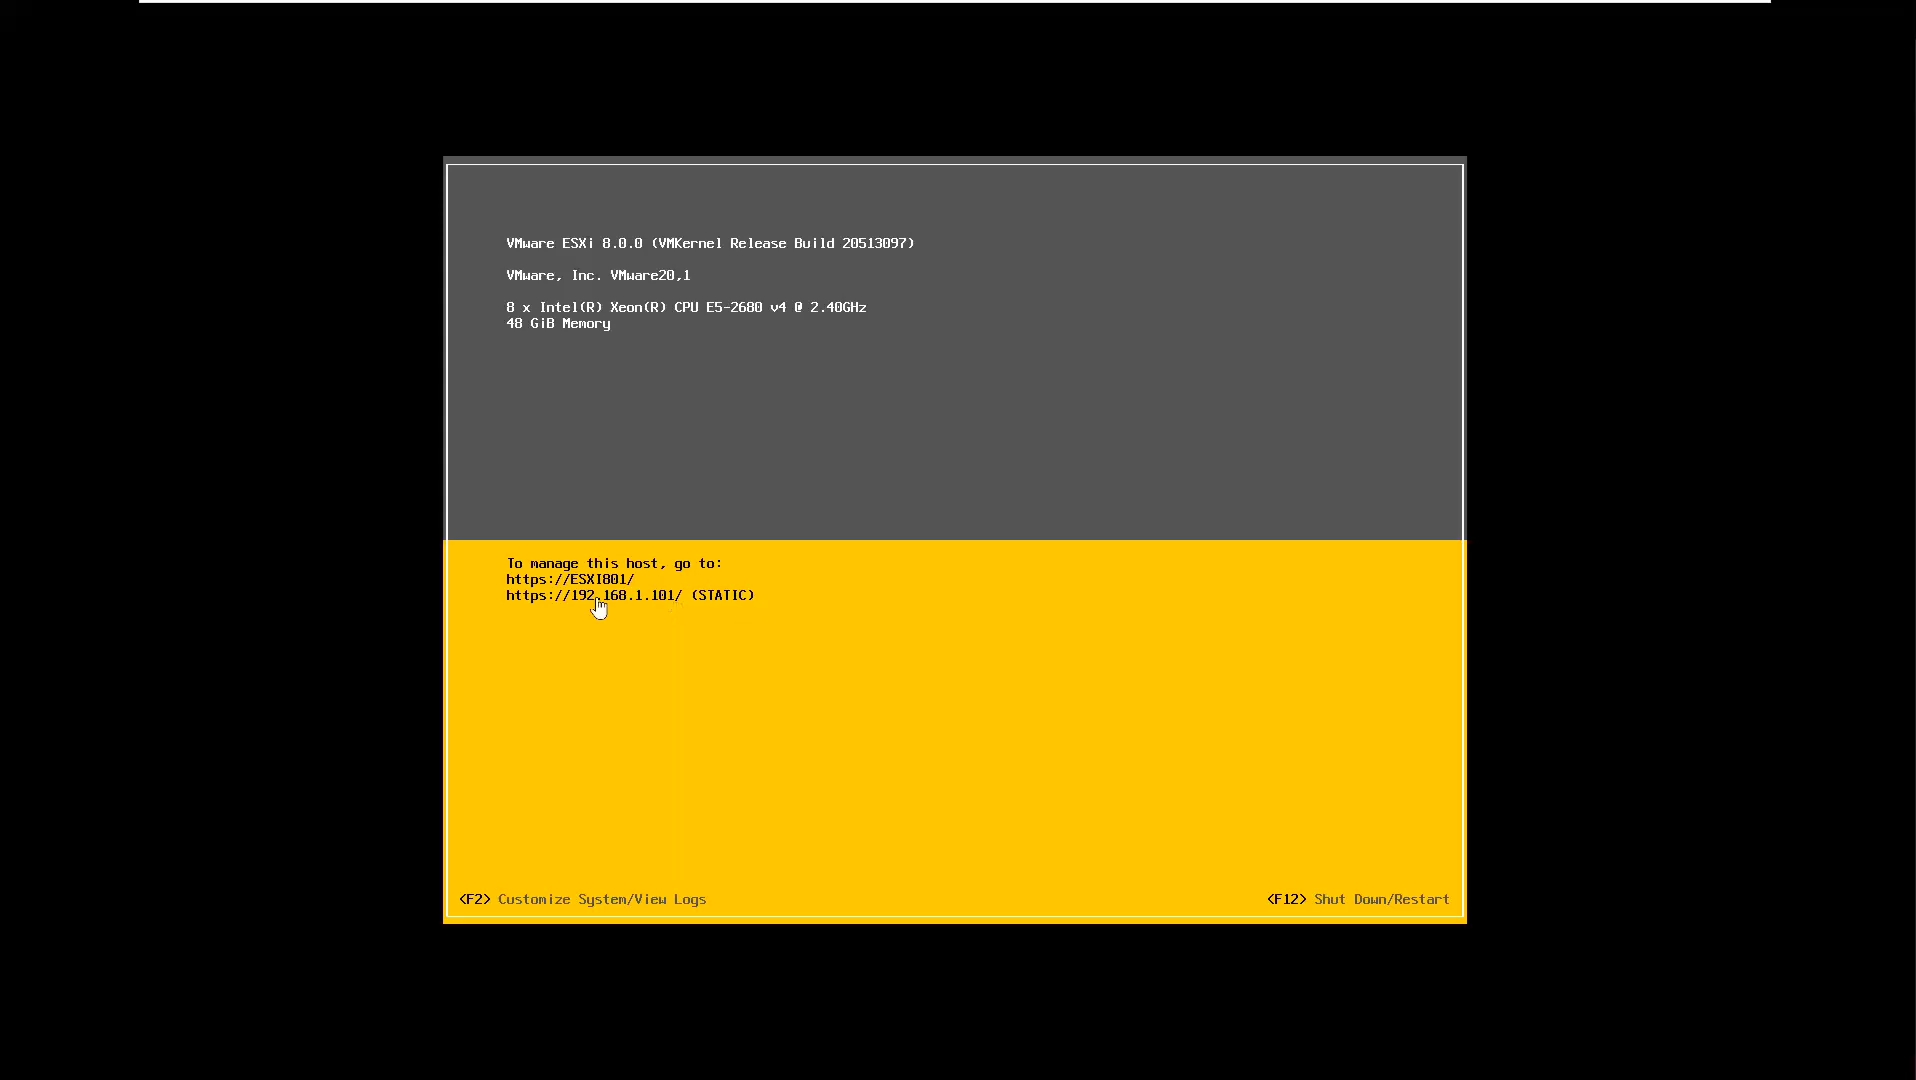 VMware ESXi 8.0.0 (VMKernel Release Build 20513097)
VMware, Inc. VMware20,1
8 x Intel(R) Xeon(R) CPU E5-2680 v4 @ 2.40GHz
48 GiB Memory
To manage this host, go to:
https://ESXI801/
https://192.168.1.101/ (STATIC)
<F2> Customize System/View Logs
<F12> Shut Down/Restart